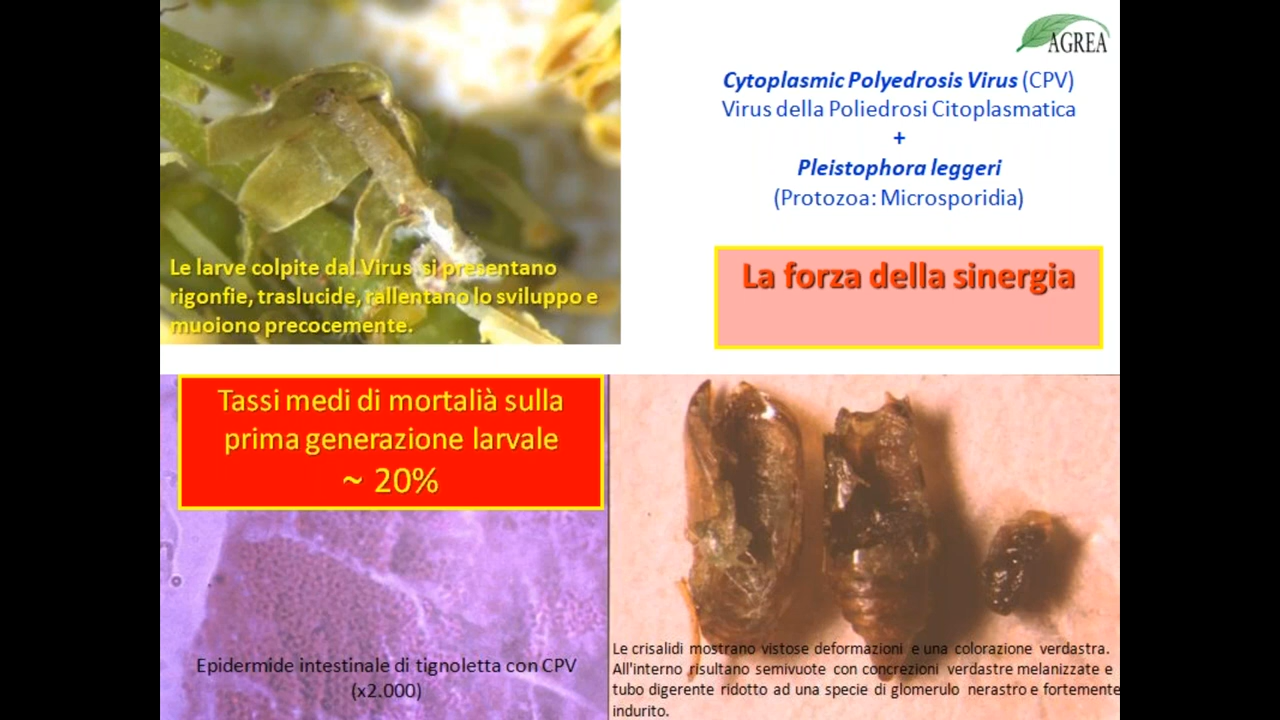 AGREA
Cytoplasmic Polyedrosis Virus (CPV)
Virus della Poliedrosi Citoplasmatica
+
Pleistophora leggeri
(Protozoa: Microsporidia)
La forza della sinergia
Le larve colpite dal Virus si presentano
rigonfie, traslucide, rallentano lo sviluppo e
muoiono precocemente.
Tassi medi di mortalià sulla
prima generazione larvale
~ 20%
Epidermide intestinale di tignoletta con CPV
(x2.000)
Le crisalidi mostrano vistose deformazioni e una colorazione verdastra.
All'interno risultano semivuote con concrezioni verdastre melanizzate e
tubo digerente ridotto ad una specie di glomerulo nerastro e fortemente
indurito.